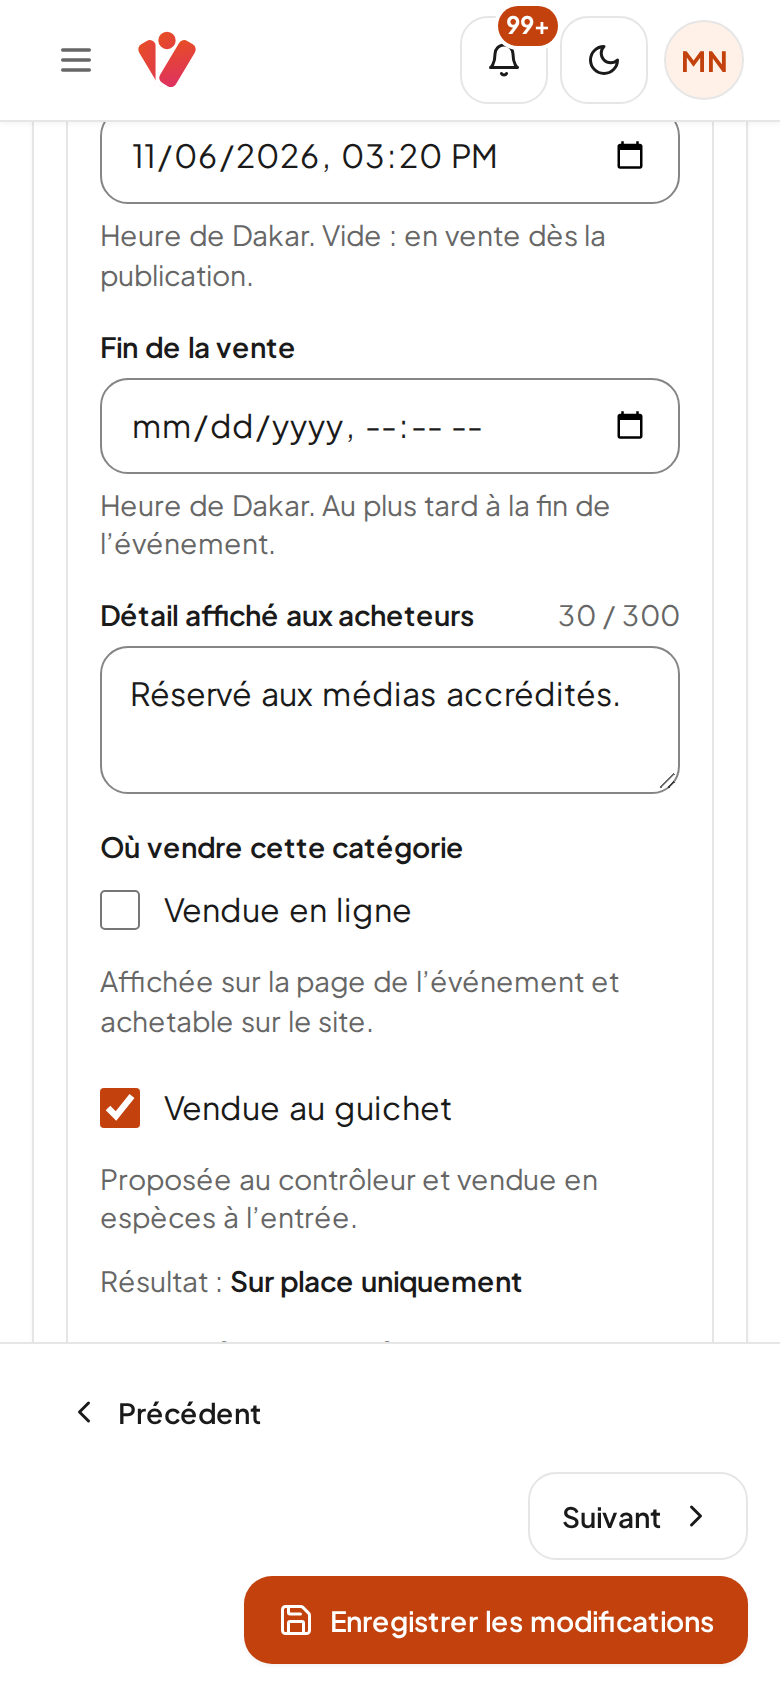 99+
MN
11/06/2026, 03:20 PM
Heure de Dakar. Vide : en vente dès la
publication.
Fin de la vente
mm/dd/yyyy, --:-- --
Heure de Dakar. Au plus tard à la fin de
l’événement.
Détail affiché aux acheteurs 30 / 300
Réservé aux médias accrédités.
Où vendre cette catégorie
Vendue en ligne
Affichée sur la page de l’événement et
achetable sur le site.
Vendue au guichet
Proposée au contrôleur et vendue en
espèces à l’entrée.
Résultat : Sur place uniquement
Précédent
Suivant
Enregistrer les modifications